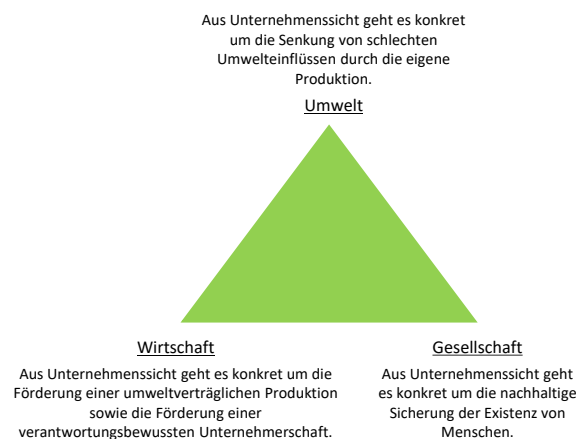 Aus Unternehmenssicht geht es konkret
um die Senkung von schlechten
Umwelteinflüssen durch die eigene
Produktion.
Umwelt
Wirtschaft
Aus Unternehmenssicht geht es konkret um die
Förderung einer umweltverträglichen Produktion
sowie die Förderung einer
verantwortungsbewussten Unternehmerschaft.
Gesellschaft
Aus Unternehmenssicht geht
es konkret um die nachhaltige
Sicherung der Existenz von
Menschen.